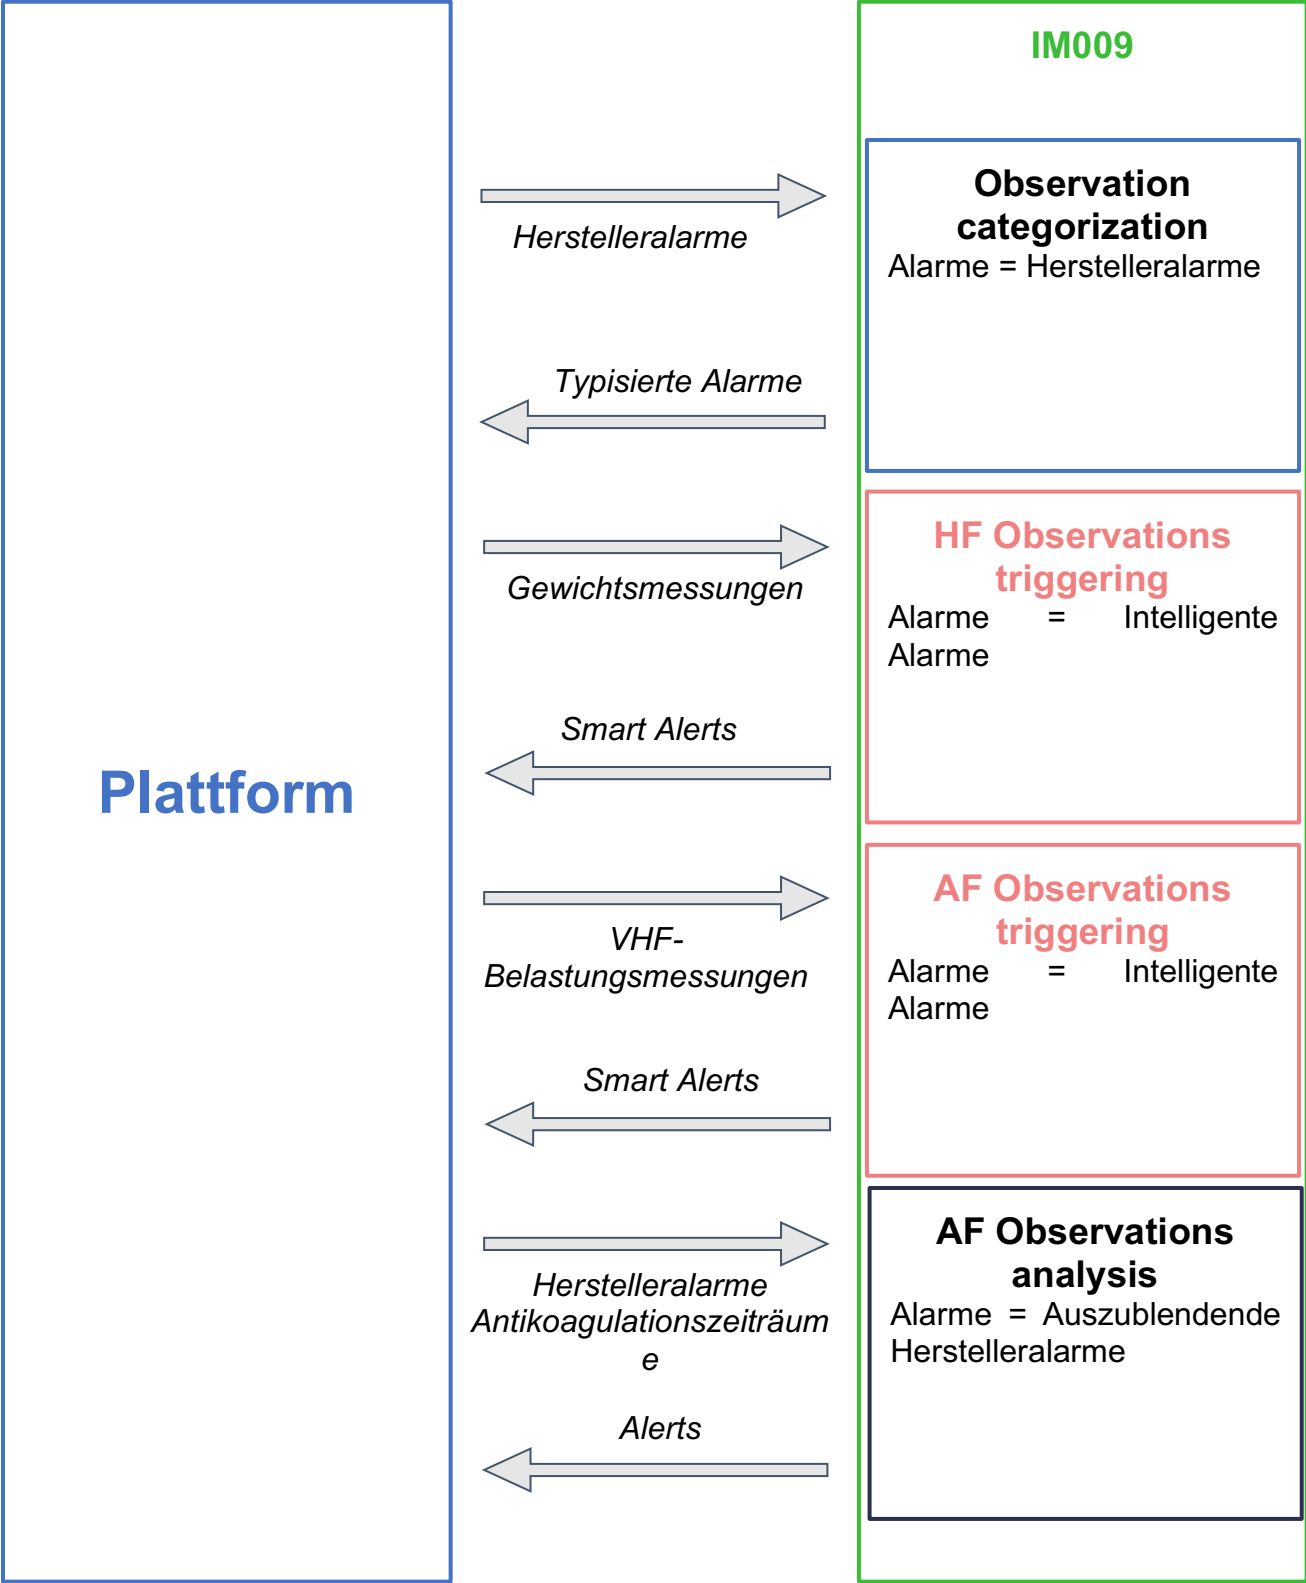 IM009
Observation
categorization
Alarme = Herstelleralarme
Herstelleralarme
Typisierte Alarme
HF Observations
triggering
Alarme = Intelligente
Alarme
Gewichtsmessungen
Smart Alerts
Plattform
AF Observations
triggering
Alarme = Intelligente
Alarme
VHF-
Belastungsmessungen
Smart Alerts
AF Observations
analysis
Alarme = Auszublendende
Herstelleralarme
Herstelleralarme
Antikoagulationszeiträum
e
Alerts